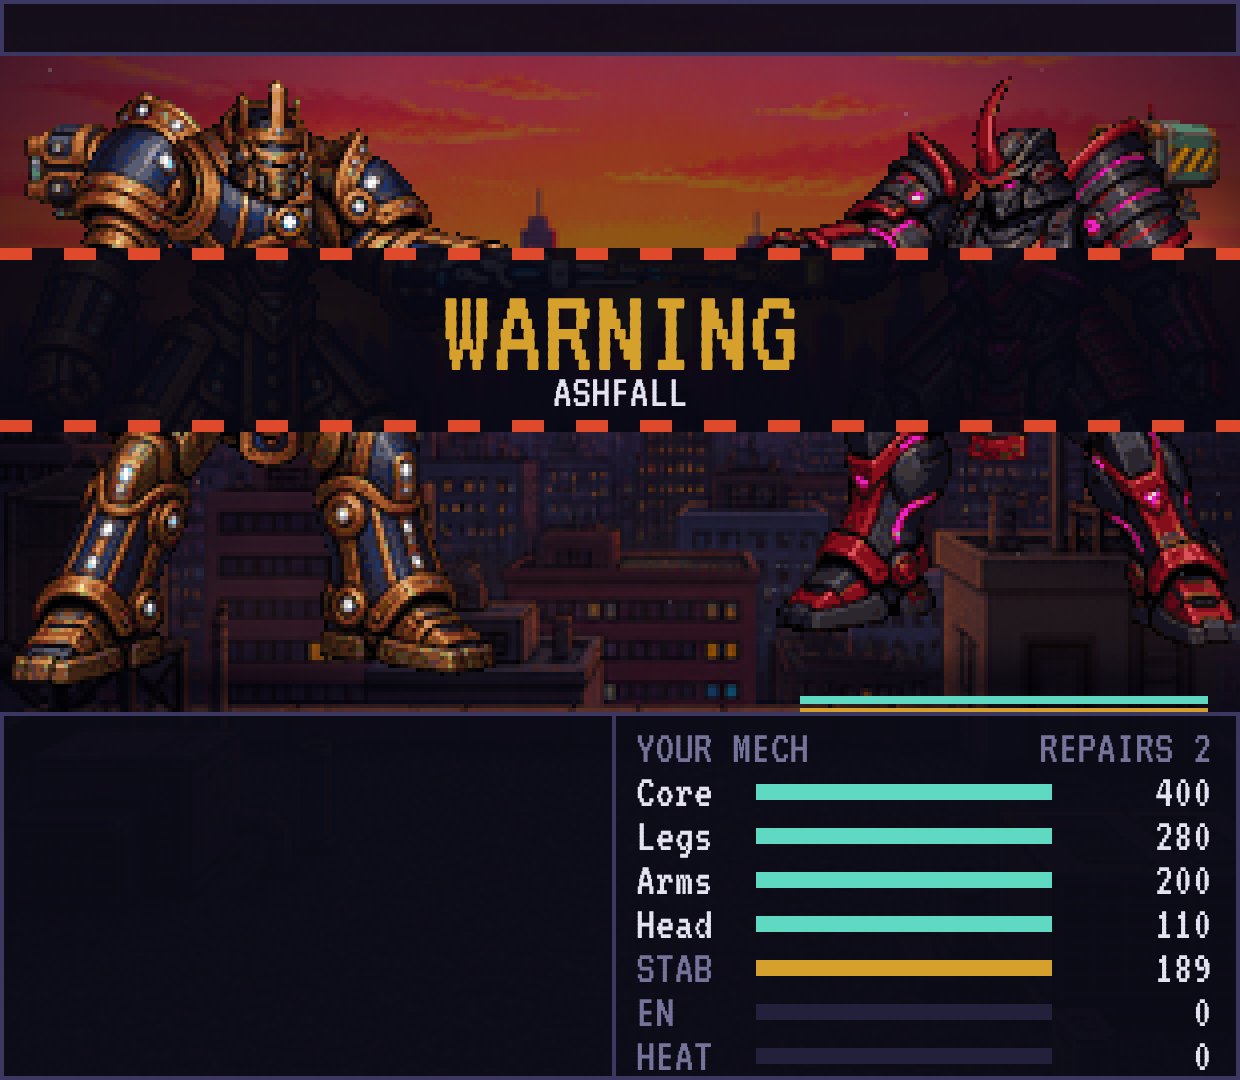 WARNING
ASHFALL
YOUR MECH REPAIRS 2
Core 400
Legs 280
Arms 200
Head 110
STAB 189
EN 0
HEAT 0